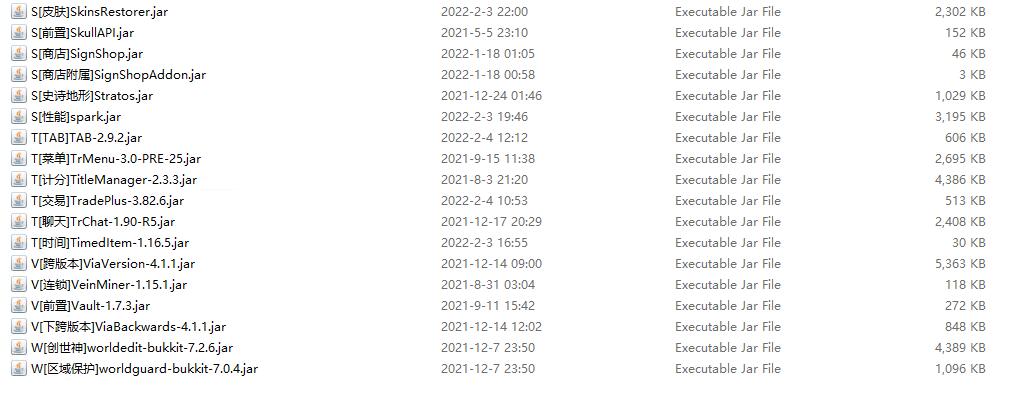 S[皮肤]SkinsRestorer.jar 2022-2-3 22:00 Executable Jar File 2,302 KB
S[前置]SkullAPI.jar 2021-5-5 23:10 Executable Jar File 152 KB
S[商店]SignShop.jar 2022-1-18 01:05 Executable Jar File 46 KB
S[商店附属]SignShopAddon.jar 2022-1-18 00:58 Executable Jar File 3 KB
S[史诗地形]Stratos.jar 2021-12-24 01:46 Executable Jar File 1,029 KB
S[性能]spark.jar 2022-2-3 19:46 Executable Jar File 3,195 KB
T[TAB]TAB-2.9.2.jar 2022-2-4 12:12 Executable Jar File 606 KB
T[菜单]TrMenu-3.0-PRE-25.jar 2021-9-15 11:38 Executable Jar File 2,695 KB
T[计分]TitleManager-2.3.3.jar 2021-8-3 21:20 Executable Jar File 4,386 KB
T[交易]TradePlus-3.82.6.jar 2022-2-4 10:53 Executable Jar File 513 KB
T[聊天]TrChat-1.90-R5.jar 2021-12-17 20:29 Executable Jar File 2,408 KB
T[时间]TimedItem-1.16.5.jar 2022-2-3 16:55 Executable Jar File 30 KB
V[跨版本]ViaVersion-4.1.1.jar 2021-12-14 09:00 Executable Jar File 5,363 KB
V[连锁]VeinMiner-1.15.1.jar 2021-8-31 03:04 Executable Jar File 118 KB
V[前置]Vault-1.7.3.jar 2021-9-11 15:42 Executable Jar File 272 KB
V[下跨版本]ViaBackwards-4.1.1.jar 2021-12-14 12:02 Executable Jar File 848 KB
W[创世神]worldedit-bukkit-7.2.6.jar 2021-12-7 23:50 Executable Jar File 4,389 KB
W[区域保护]worldguard-bukkit-7.0.4.jar 2021-12-7 23:50 Executable Jar File 1,096 KB